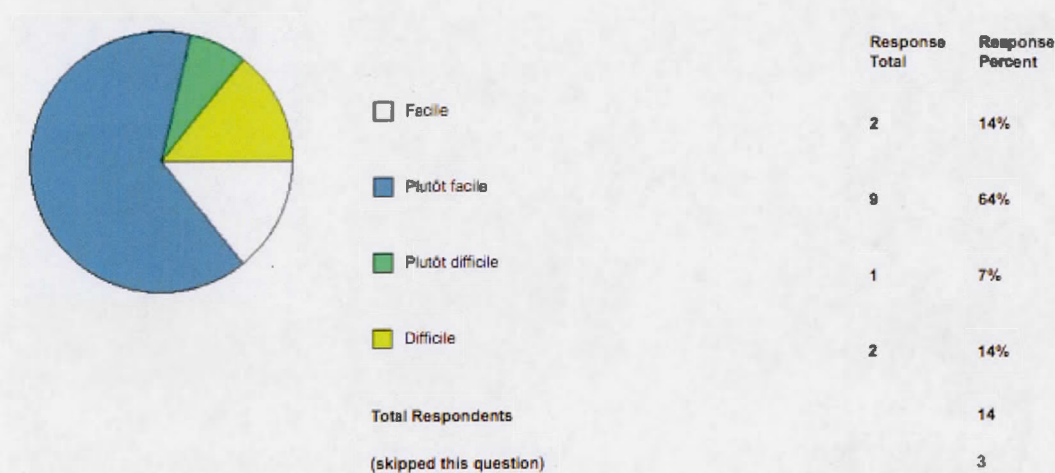 Response Response
Total Percent
Facile 2 14%
Plutôt facile 9 64%
Plutôt difficile 1 7%
Difficile 2 14%
Total Respondents 14
(skipped this question) 3